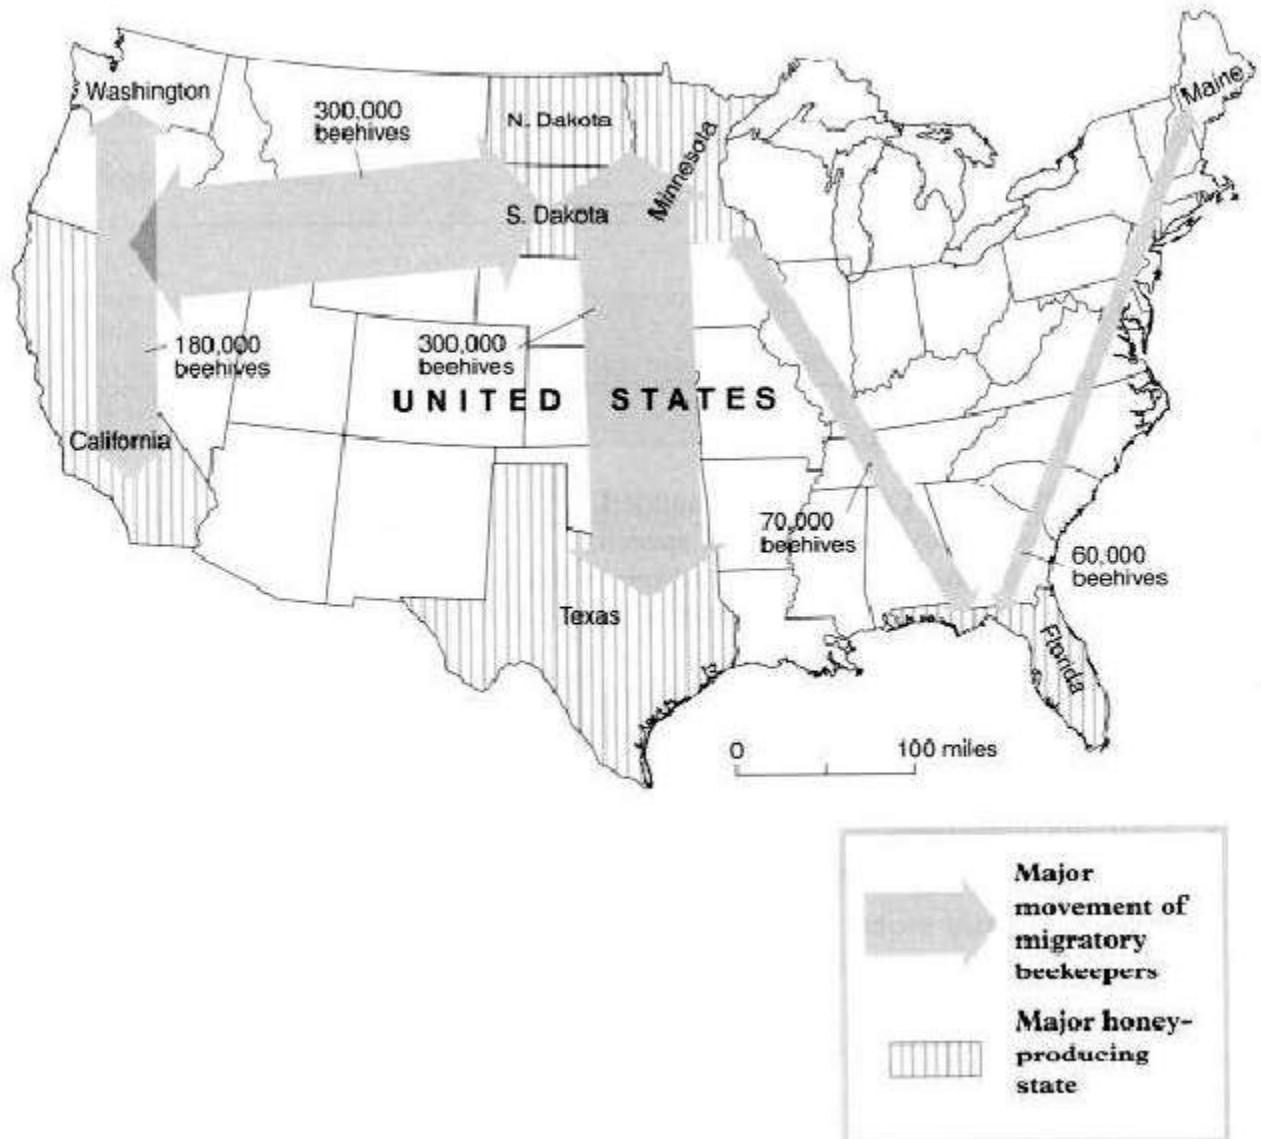 Washington
300,000
beehives
N. Dakota
Minnesota
Maine
S. Dakota
180,000
beehives
300,000
beehives
UNITED STATES
California
70,000
beehives
60,000
beehives
Texas
Florida
0 100 miles
Major
movement of
migratory
beekeepers
Major honey-
producing
state